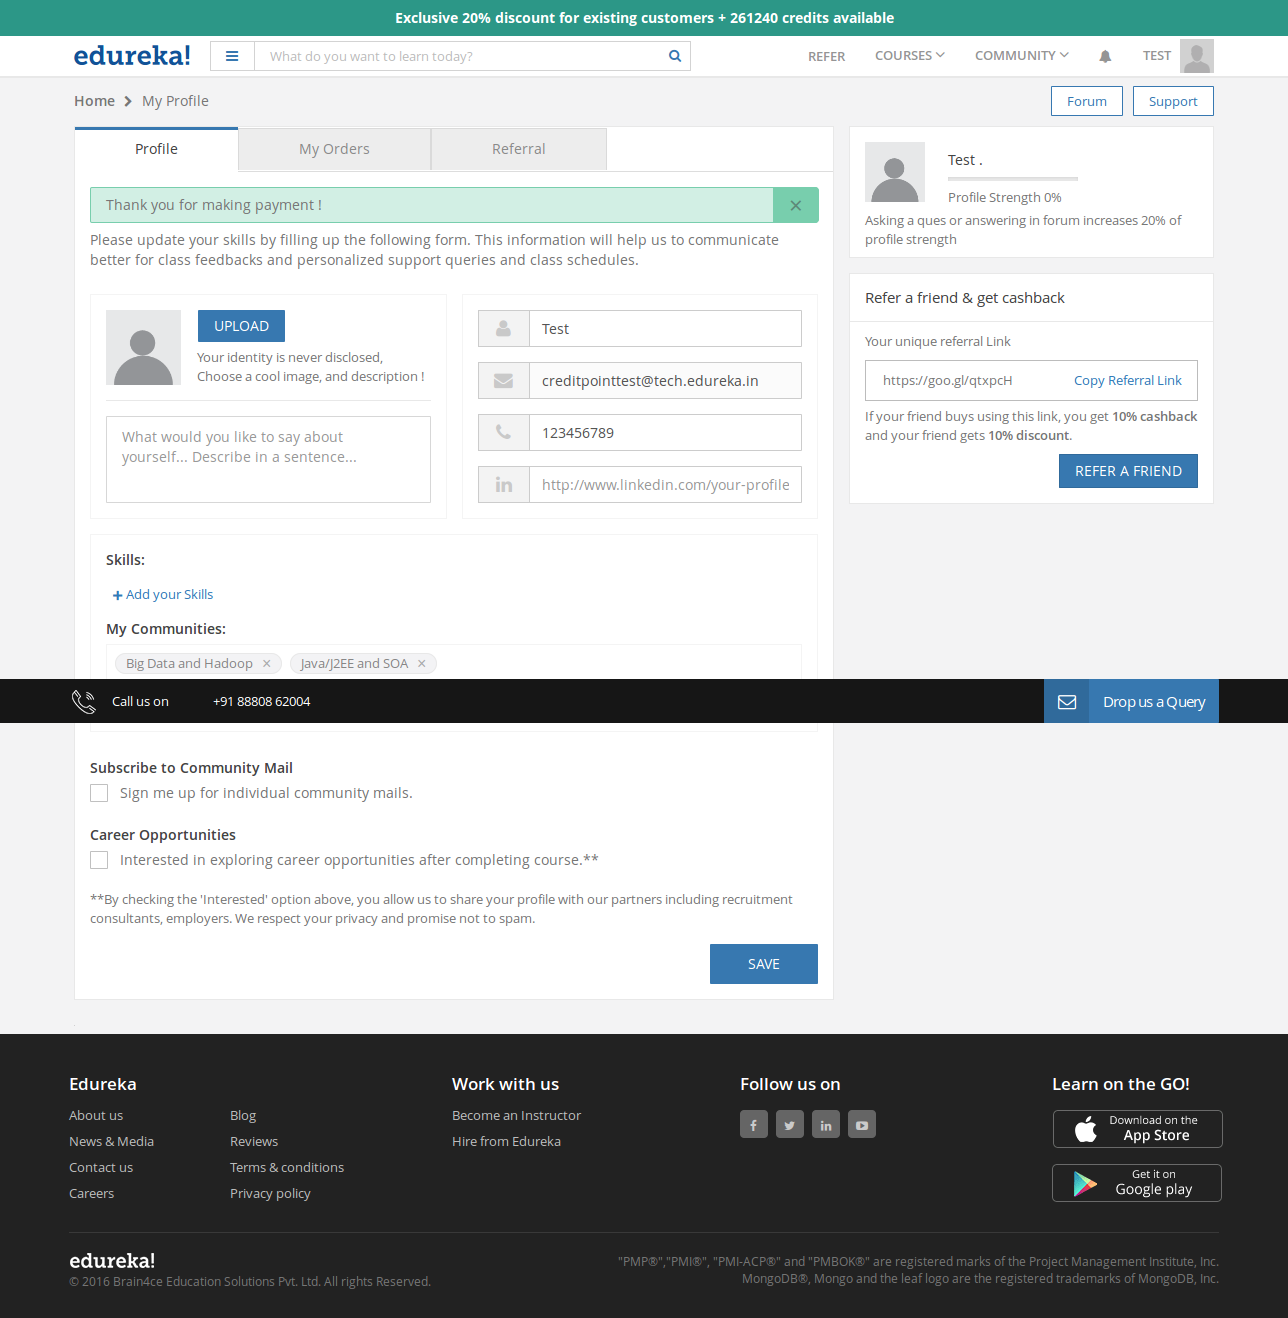 Exclusive 20% discount for existing customers + 261240 credits available
edureka!
What do you want to learn today?
REFER
COURSES
COMMUNITY
TEST
Home
My Profile
Forum
Support
Profile
My Orders
Referral
Thank you for making payment !
Please update your skills by filling up the following form. This information will help us to communicate
better for class feedbacks and personalized support queries and class schedules.
UPLOAD
Your identity is never disclosed,
Choose a cool image, and description !
What would you like to say about
yourself... Describe in a sentence...
Test
creditpointtest@tech.edureka.in
123456789
http://www.linkedin.com/your-profile
Skills:
Add your Skills
My Communities:
Big Data and Hadoop ×
Java/J2EE and SOA ×
Test .
Profile Strength 0%
Asking a ques or answering in forum increases 20% of
profile strength
Refer a friend & get cashback
Your unique referral Link
https://goo.gl/qtxpcH
Copy Referral Link
If your friend buys using this link, you get 10% cashback
and your friend gets 10% discount.
REFER A FRIEND
Call us on
+91 88808 62004
Drop us a Query
Subscribe to Community Mail
Sign me up for individual community mails.
Career Opportunities
Interested in exploring career opportunities after completing course.**
**By checking the 'Interested' option above, you allow us to share your profile with our partners including recruitment
consultants, employers. We respect your privacy and promise not to spam.
SAVE
Edureka
About us
News & Media
Contact us
Careers
Blog
Reviews
Terms & conditions
Privacy policy
Work with us
Become an Instructor
Hire from Edureka
Follow us on
Learn on the GO!
Download on the
App Store
Get it on
Google play
edureka!
© 2016 Brain4ce Education Solutions Pvt. Ltd. All rights Reserved.
"PMP®","PMI®", "PMI-ACP®" and "PMBOK®" are registered marks of the Project Management Institute, Inc.
MongoDB®, Mongo and the leaf logo are the registered trademarks of MongoDB, Inc.